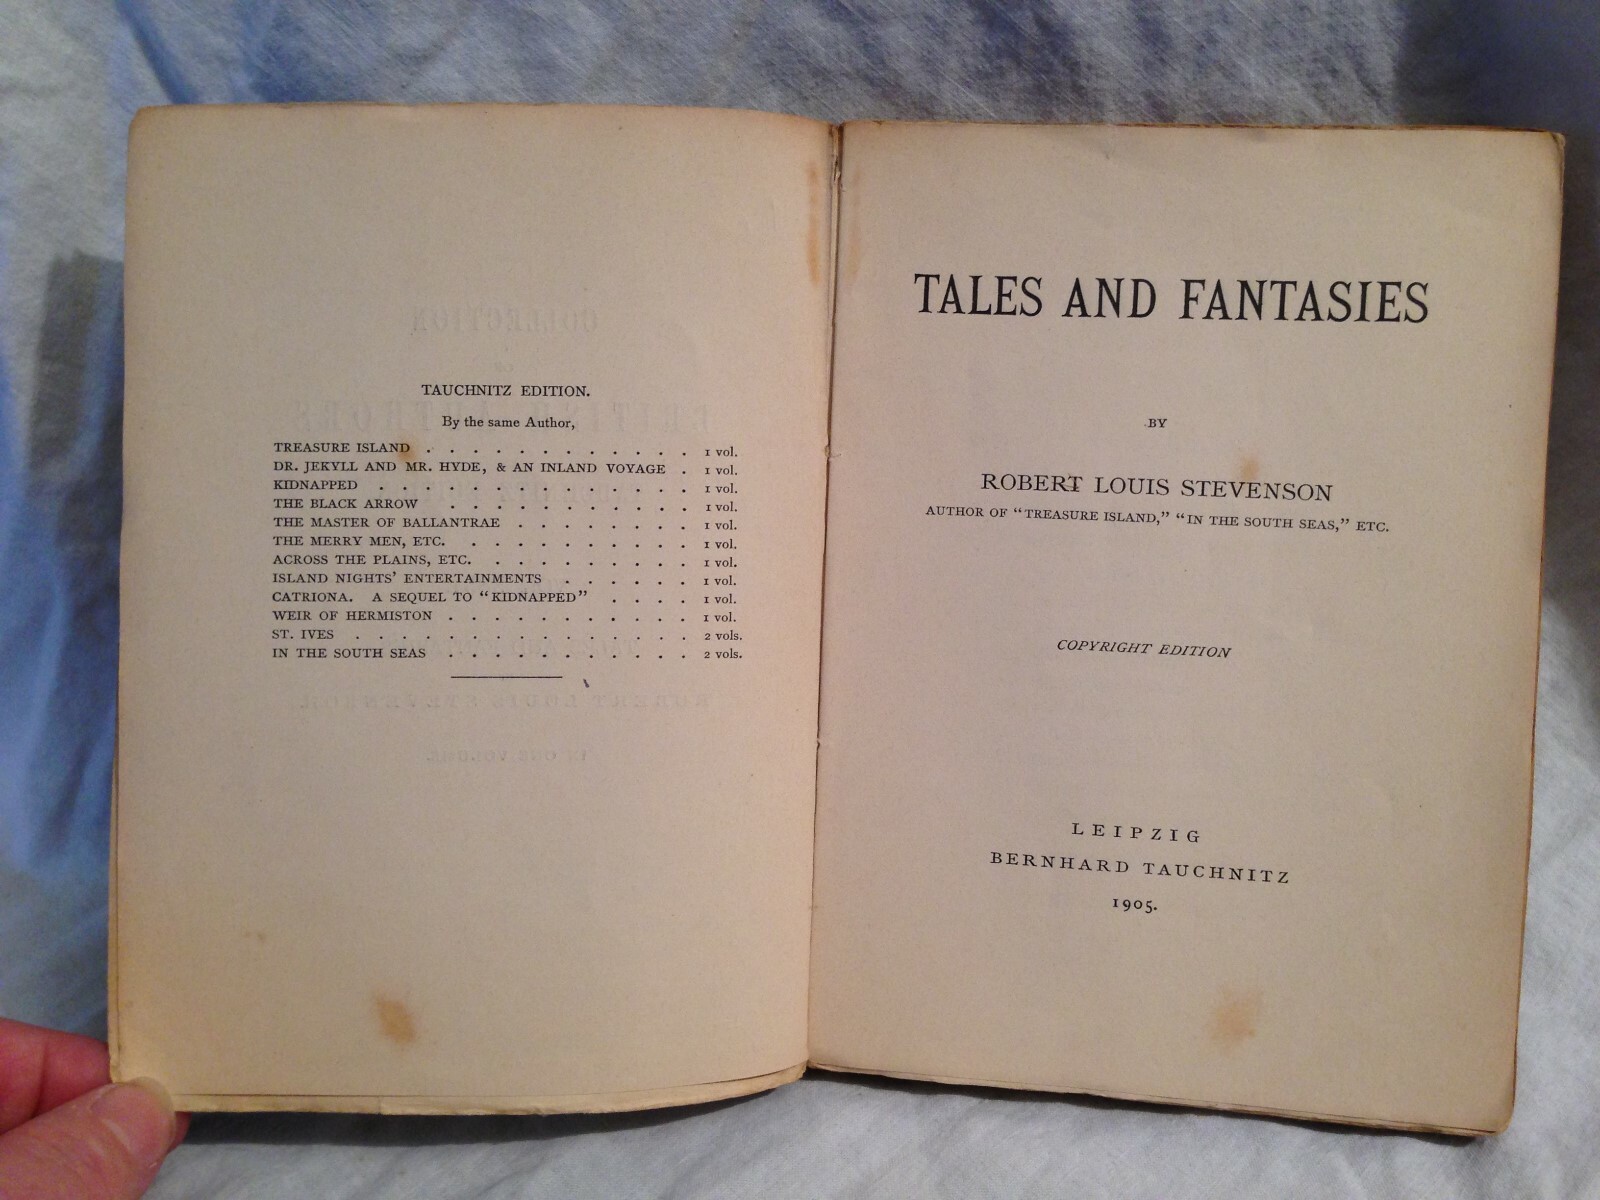 TAUCHNITZ EDITION.
By the same Author,
TREASURE ISLAND . . . . . . . . . . . . 1 vol.
DR. JEKYLL AND MR. HYDE, & AN INLAND VOYAGE . 1 vol.
KIDNAPPED . . . . . . . . . . . . . . 1 vol.
THE BLACK ARROW . . . . . . . . . . . 1 vol.
THE MASTER OF BALLANTRAE . . . . . . . . 1 vol.
THE MERRY MEN, ETC. . . . . . . . . . . 1 vol.
ACROSS THE PLAINS, ETC. . . . . . . . . . 1 vol.
ISLAND NIGHTS' ENTERTAINMENTS . . . . . . 1 vol.
CATRIONA. A SEQUEL TO "KIDNAPPED" . . . . 1 vol.
WEIR OF HERMISTON . . . . . . . . . . . 1 vol.
ST. IVES . . . . . . . . . . . . . . . 2 vols.
IN THE SOUTH SEAS . . . . . . . . . . . 2 vols.
TALES AND FANTASIES
BY
ROBERT LOUIS STEVENSON
AUTHOR OF "TREASURE ISLAND," "IN THE SOUTH SEAS," ETC.
COPYRIGHT EDITION
LEIPZIG
BERNHARD TAUCHNITZ
1905.